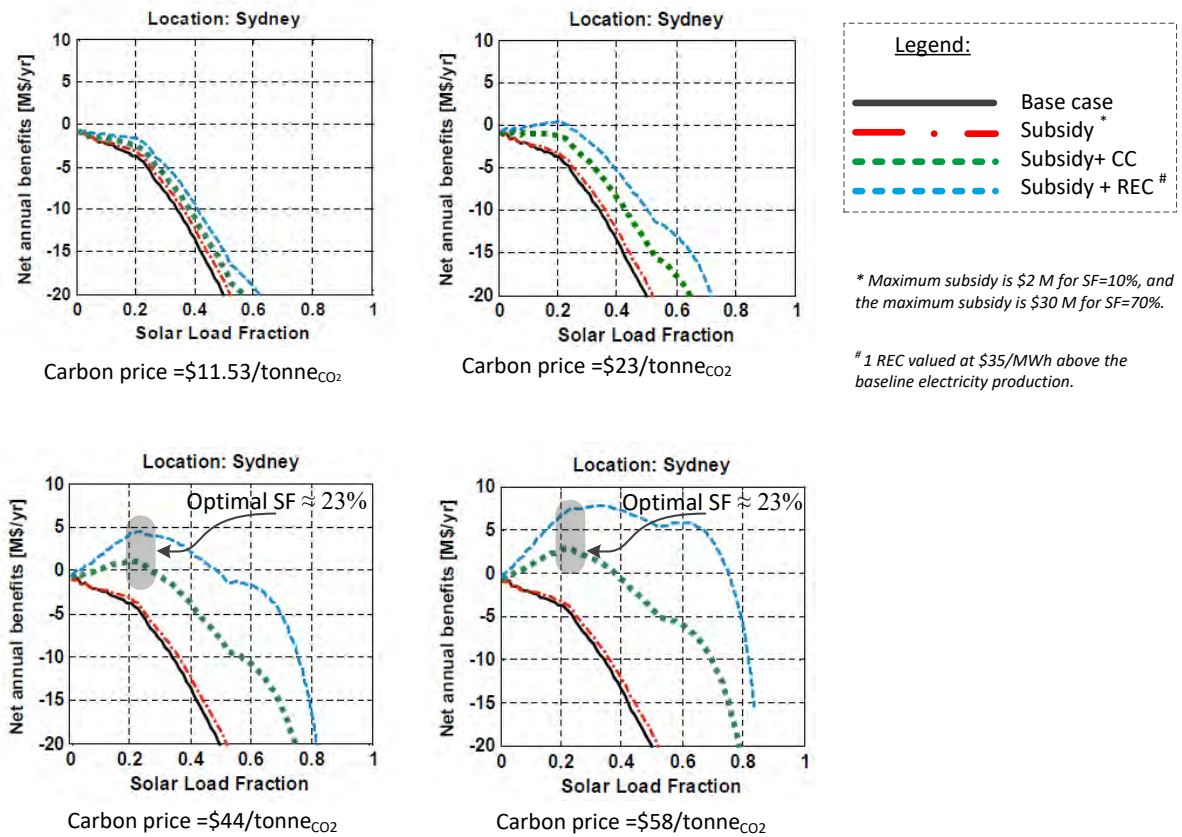 Location: Sydney
Net annual benefits [M$/yr]
10
5
0
-5
-10
-15
-20
0 0.2 0.4 0.6 0.8 1
Solar Load Fraction
Carbon price =$11.53/tonneCO2
Location: Sydney
Net annual benefits [M$/yr]
10
5
0
-5
-10
-15
-20
0 0.2 0.4 0.6 0.8 1
Solar Load Fraction
Carbon price =$23/tonneCO2
Legend:
Base case
Subsidy *
Subsidy+ CC
Subsidy + REC #
* Maximum subsidy is $2 M for SF=10%, and
the maximum subsidy is $30 M for SF=70%.
# 1 REC valued at $35/MWh above the
baseline electricity production.
Location: Sydney
Optimal SF ≈ 23%
Net annual benefits [M$/yr]
10
5
0
-5
-10
-15
-20
0 0.2 0.4 0.6 0.8 1
Solar Load Fraction
Carbon price =$44/tonneCO2
Location: Sydney
Optimal SF ≈ 23%
Net annual benefits [M$/yr]
10
5
0
-5
-10
-15
-20
0 0.2 0.4 0.6 0.8 1
Solar Load Fraction
Carbon price =$58/tonneCO2